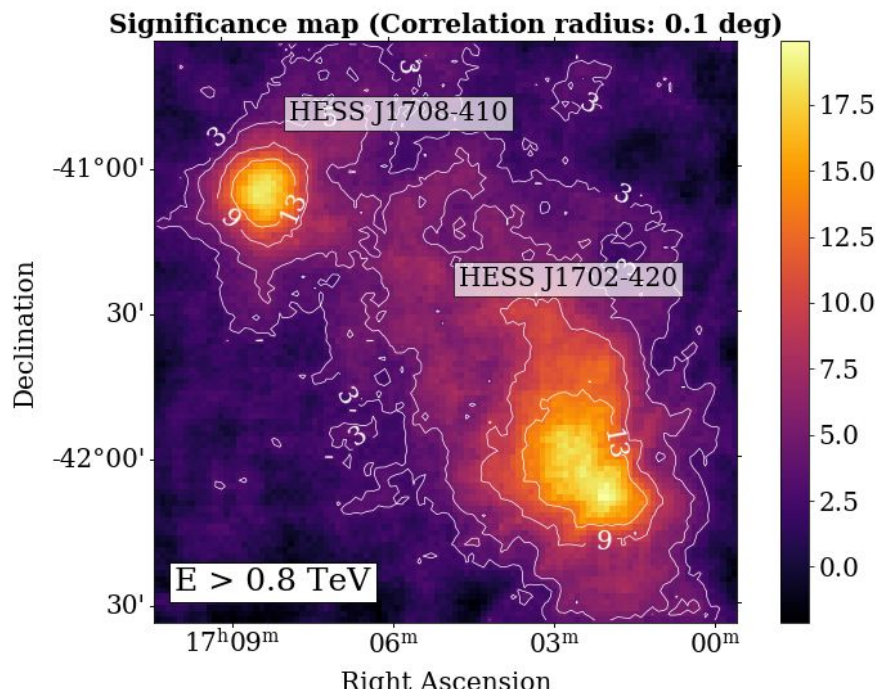 Significance map (Correlation radius: 0.1 deg)
3
3
HESS J1708-410
3
-41°00'
9
13
3
HESS J1702-420
3
30'
3
3
13
-42°00'
9
E > 0.8 TeV
30'
17ʰ09ᵐ
06ᵐ
03ᵐ
00ᵐ
Right Ascension
Declination
17.5
15.0
12.5
10.0
7.5
5.0
2.5
0.0